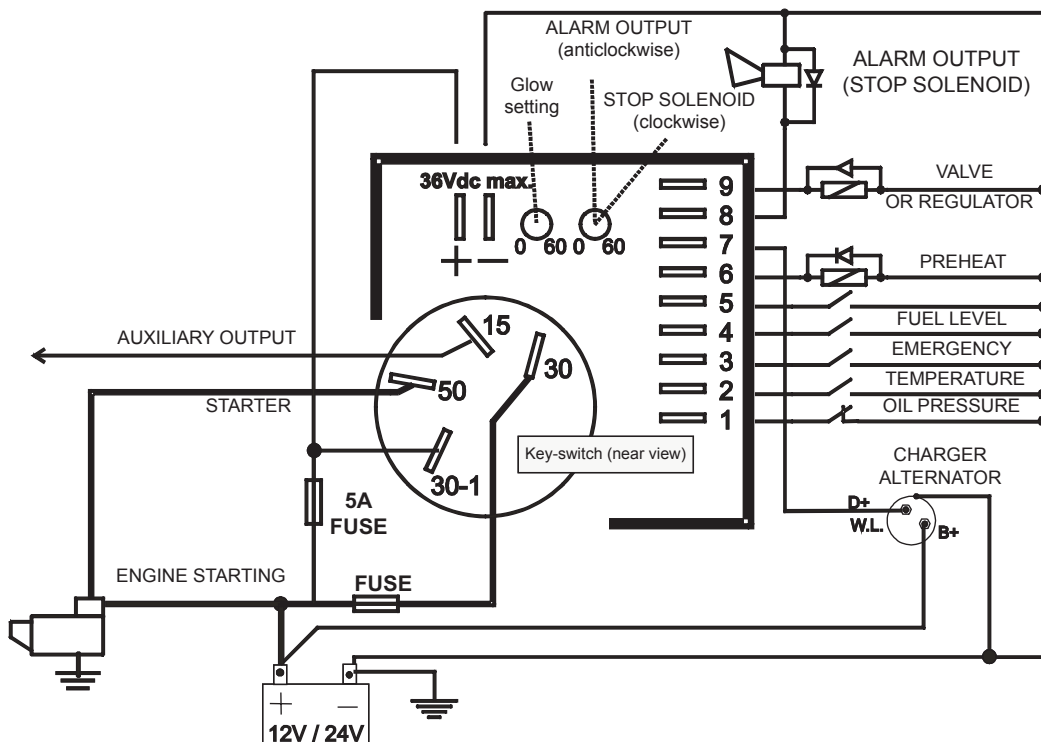 ALARM OUTPUT
(anticlockwise)
Glow
setting
STOP SOLENOID
(clockwise)
ALARM OUTPUT
(STOP SOLENOID)
36Vdc max.
+ −
0 60 0 60
9
8
7
6
5
4
3
2
1
VALVE
OR REGULATOR
PREHEAT
FUEL LEVEL
EMERGENCY
TEMPERATURE
OIL PRESSURE
AUXILIARY OUTPUT
STARTER
15
30
50
30-1
Key-switch (near view)
5A
FUSE
CHARGER
ALTERNATOR
D+
W.L.
B+
ENGINE STARTING
FUSE
+ −
12V / 24V